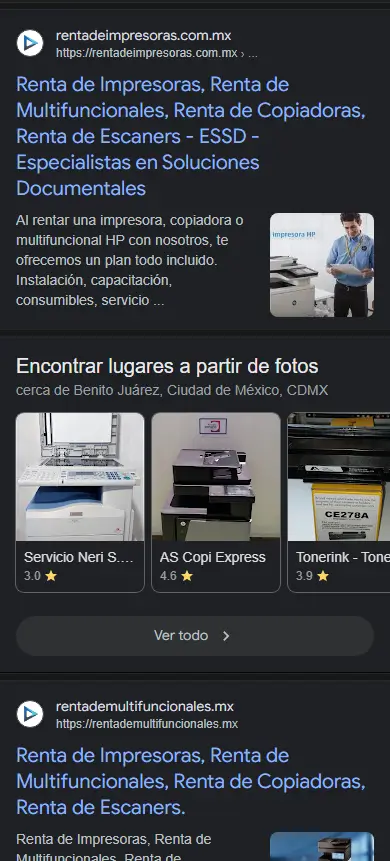 rentadeimpresoras.com.mx
https://rentadeimpresoras.com.mx › ...
Renta de Impresoras, Renta de
Multifuncionales, Renta de Copiadoras,
Renta de Escaners - ESSD -
Especialistas en Soluciones
Documentales
Al rentar una impresora, copiadora o
multifuncional HP con nosotros, te
ofrecemos un plan todo incluido.
Instalación, capacitación,
consumibles, servicio ...
impresora HP
Encontrar lugares a partir de fotos
cerca de Benito Juárez, Ciudad de México, CDMX
CE278A
Servicio Neri S....
3.0
AS Copi Express
4.6
Tonerink - Tone
3.9
Ver todo
rentademultifuncionales.mx
https://rentademultifuncionales.mx
Renta de Impresoras, Renta de
Multifuncionales, Renta de Copiadoras,
Renta de Escaners.
Renta de Impresoras, Renta de
Multifuncionales, Renta de